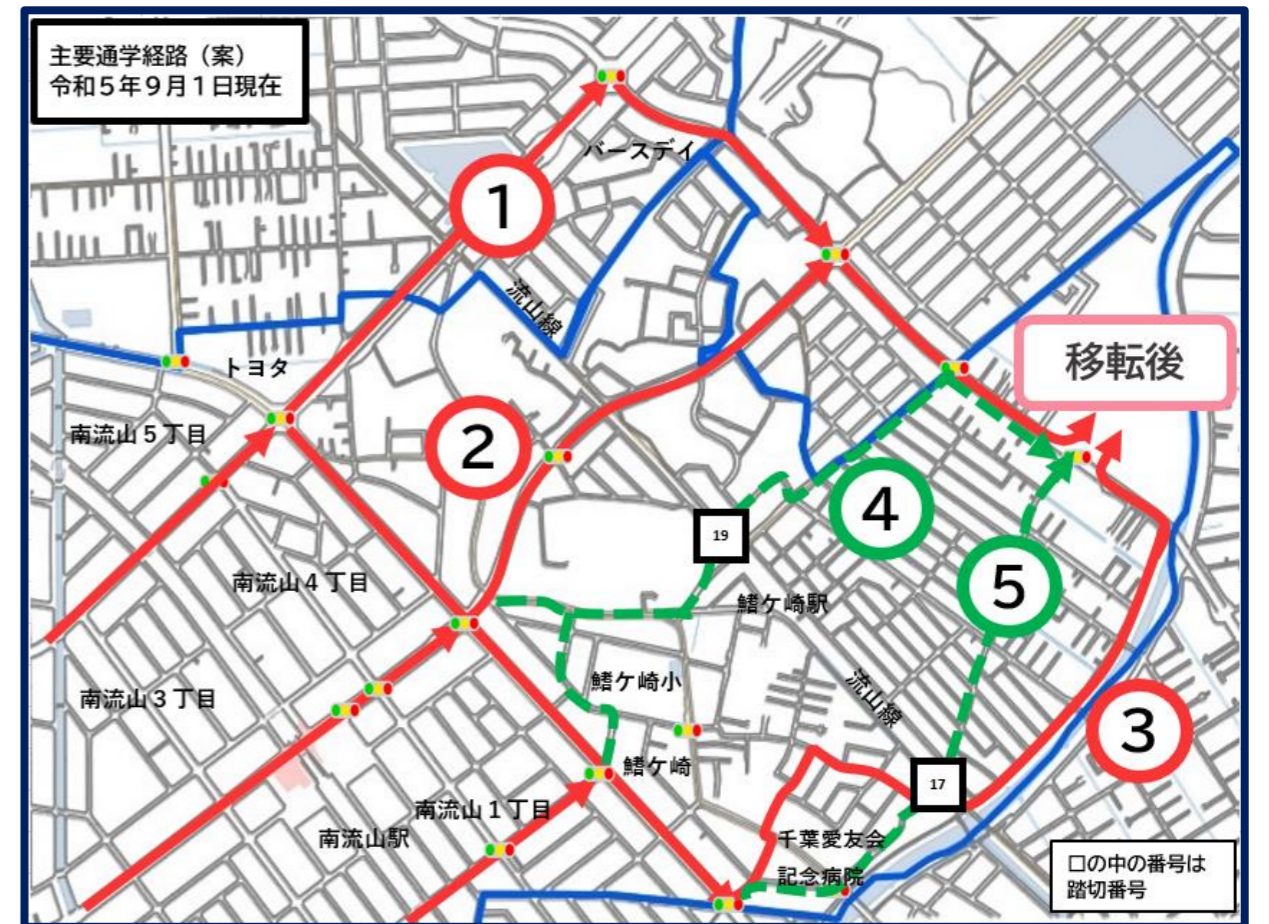 主要通学経路（案）
令和５年９月１日現在
バースデイ
1
流山線
トヨタ
移転後
南流山５丁目
2
4
19
南流山４丁目
5
鰭ケ崎駅
鰭ケ崎小
流山線
南流山３丁目
3
鰭ケ崎
17
南流山１丁目
南流山駅
千葉愛友会
記念病院
□の中の番号は
踏切番号